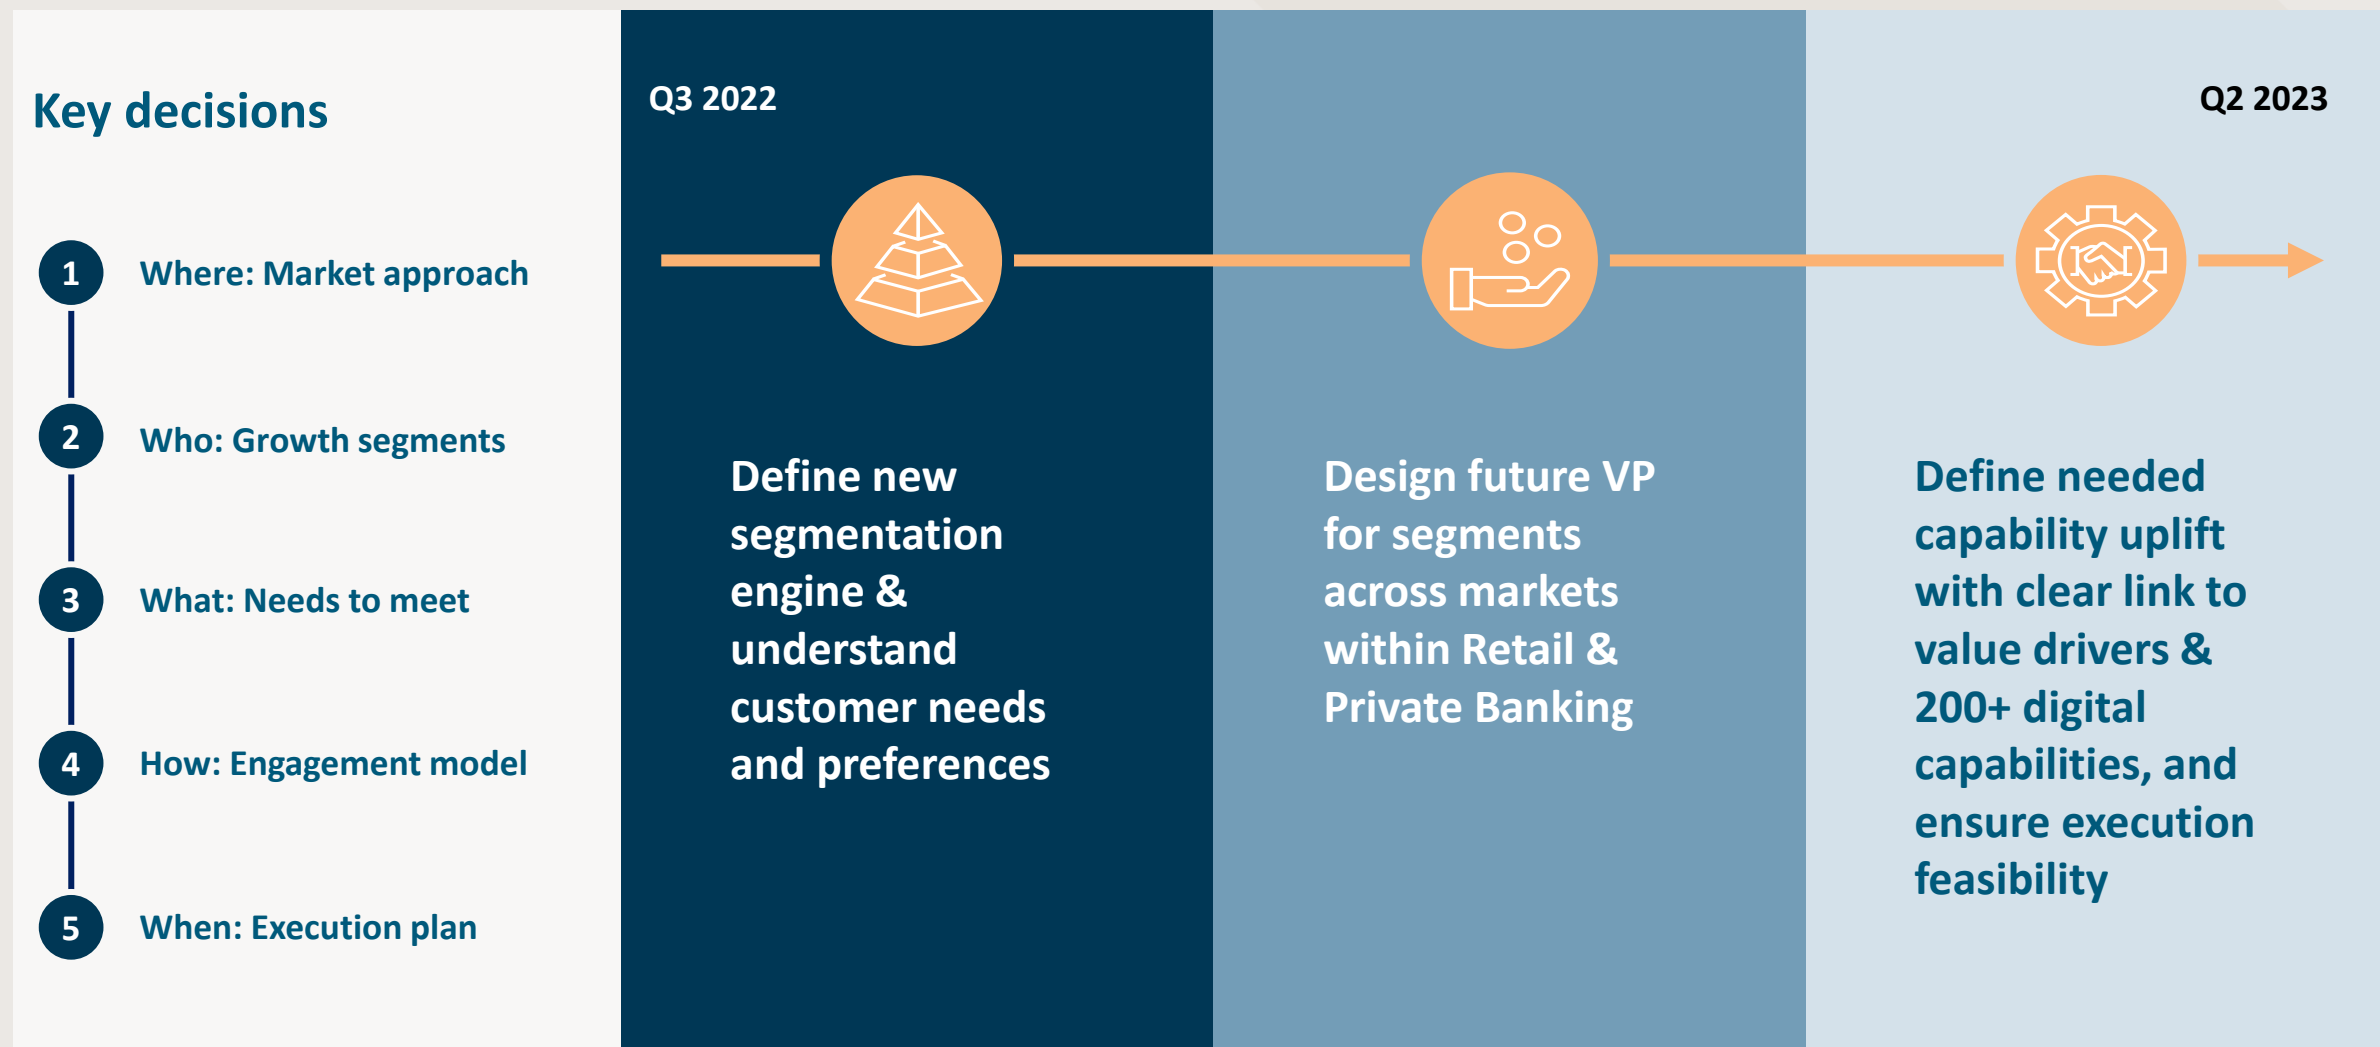 Key decisions
1
Where: Market approach
2
Who: Growth segments
3
What: Needs to meet
4
How: Engagement model
5
When: Execution plan
Q3 2022
Define new
segmentation
engine &
understand
customer needs
and preferences
Design future VP
for segments
across markets
within Retail &
Private Banking
Q2 2023
Define needed
capability uplift
with clear link to
value drivers &
200+ digital
capabilities, and
ensure execution
feasibility